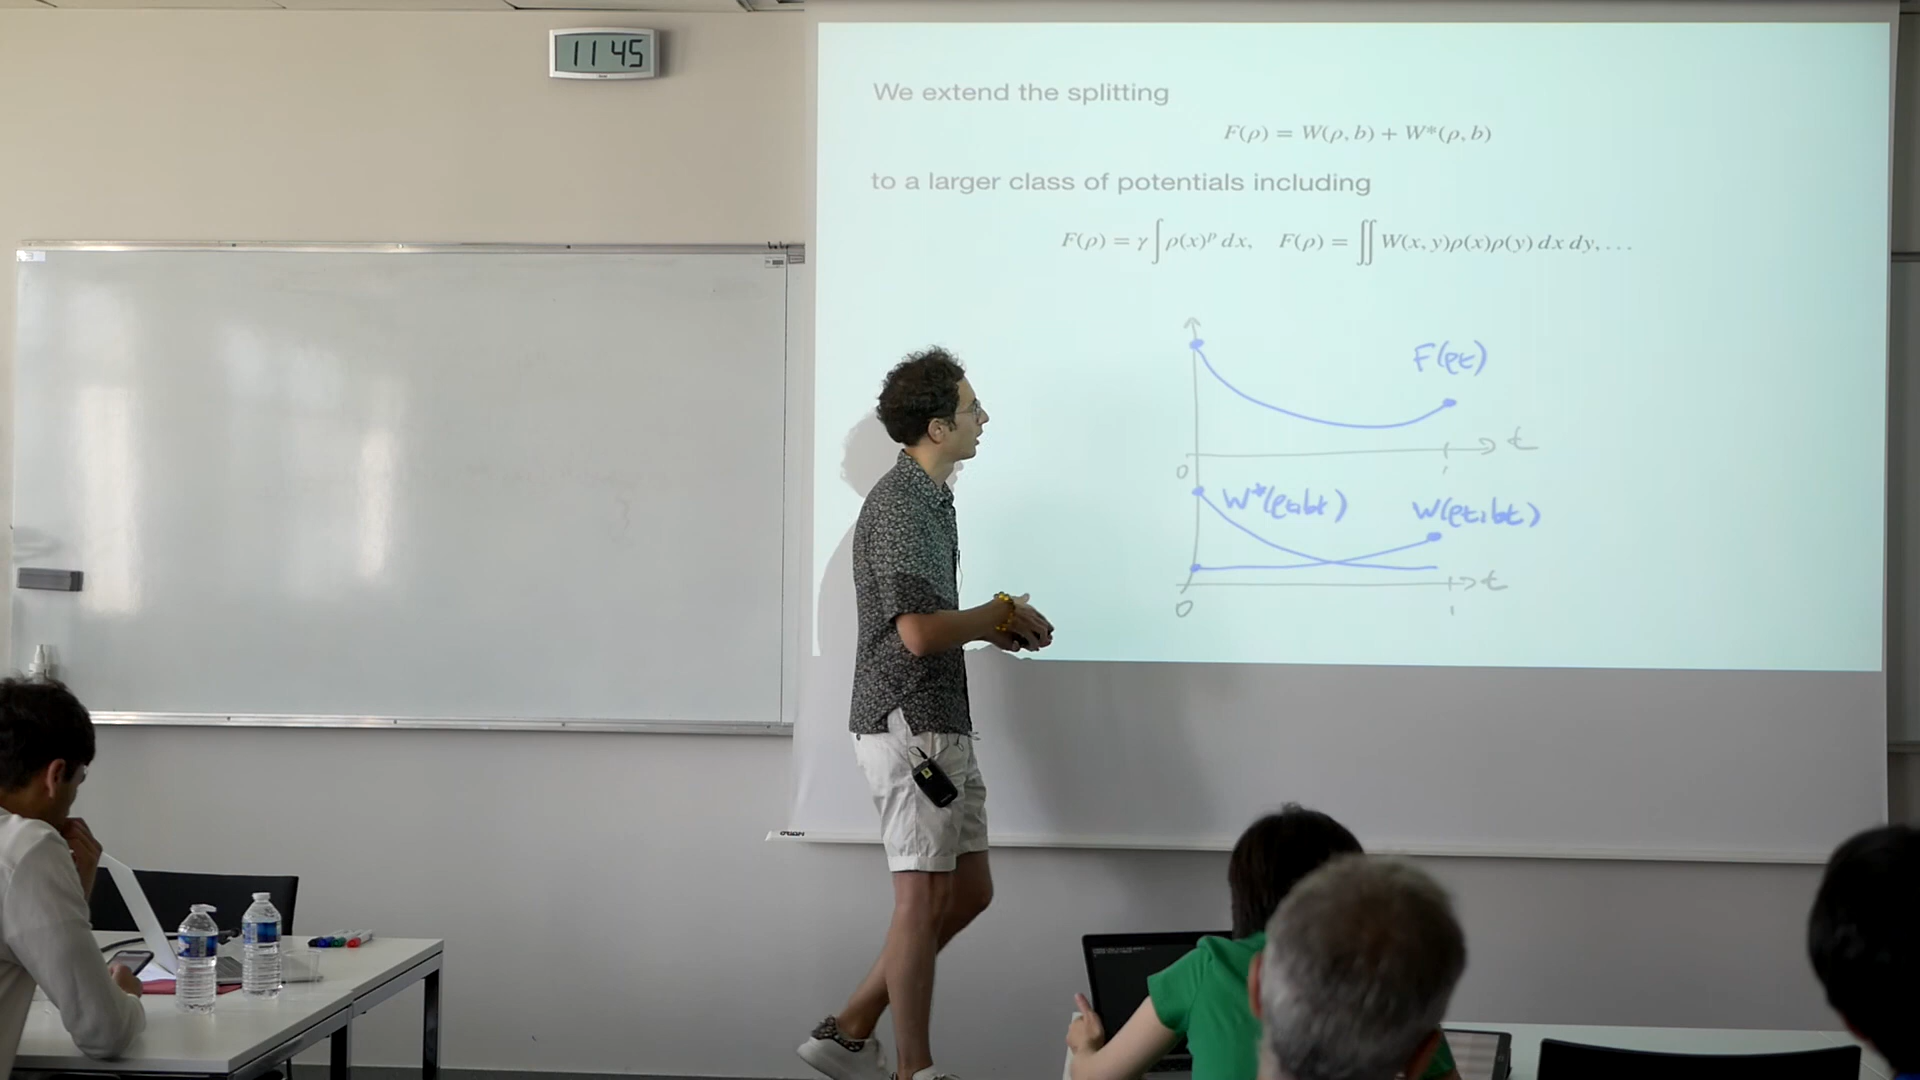 11 45
We extend the splitting
F(ρ) = W(ρ, b) + W*(ρ, b)
to a larger class of potentials including
F(ρ) = γ ∫ ρ(x)^p dx, F(ρ) = ∬ W(x, y)ρ(x)ρ(y) dx dy, . . .
F(ρt)
t
0
1
W*(ρt,bt)
W(ρt,bt)
t
0
1